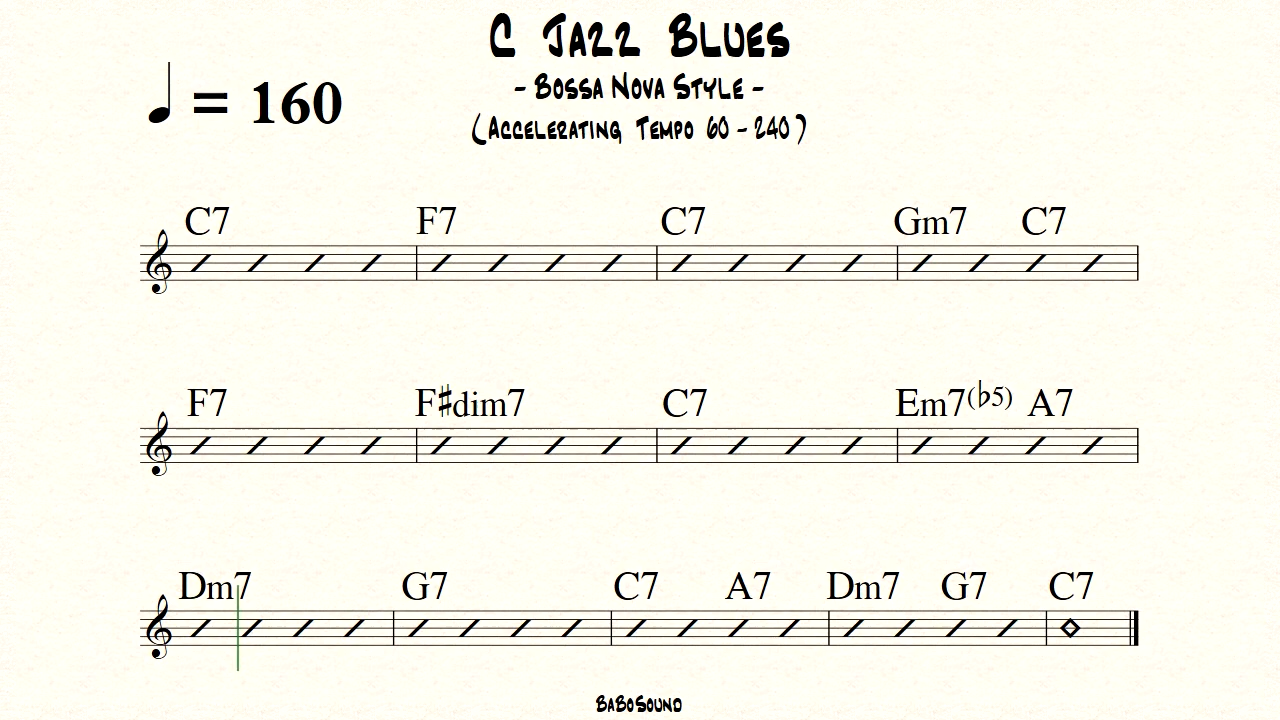 C JAZZ BLUES
- BOSSA NOVA STYLE -
♩ = 160
( ACCELERATING TEMPO 60 - 240 )
C7 F7 C7 Gm7 C7
F7 F♯dim7 C7 Em7(♭5) A7
Dm7 G7 C7 A7 Dm7 G7 C7
BABOSOUND